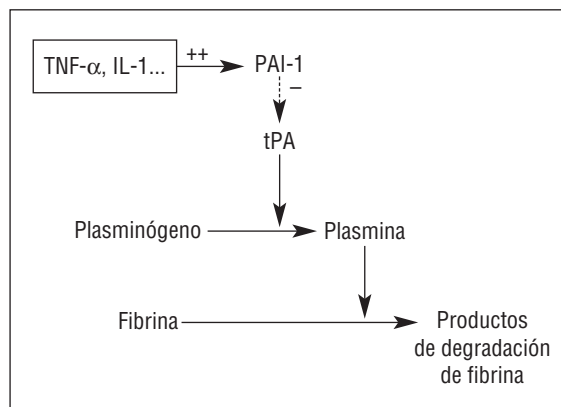 TNF-α, IL-1...
++
PAI-1
–
tPA
Plasminógeno
Plasmina
Fibrina
Productos
de degradación
de fibrina